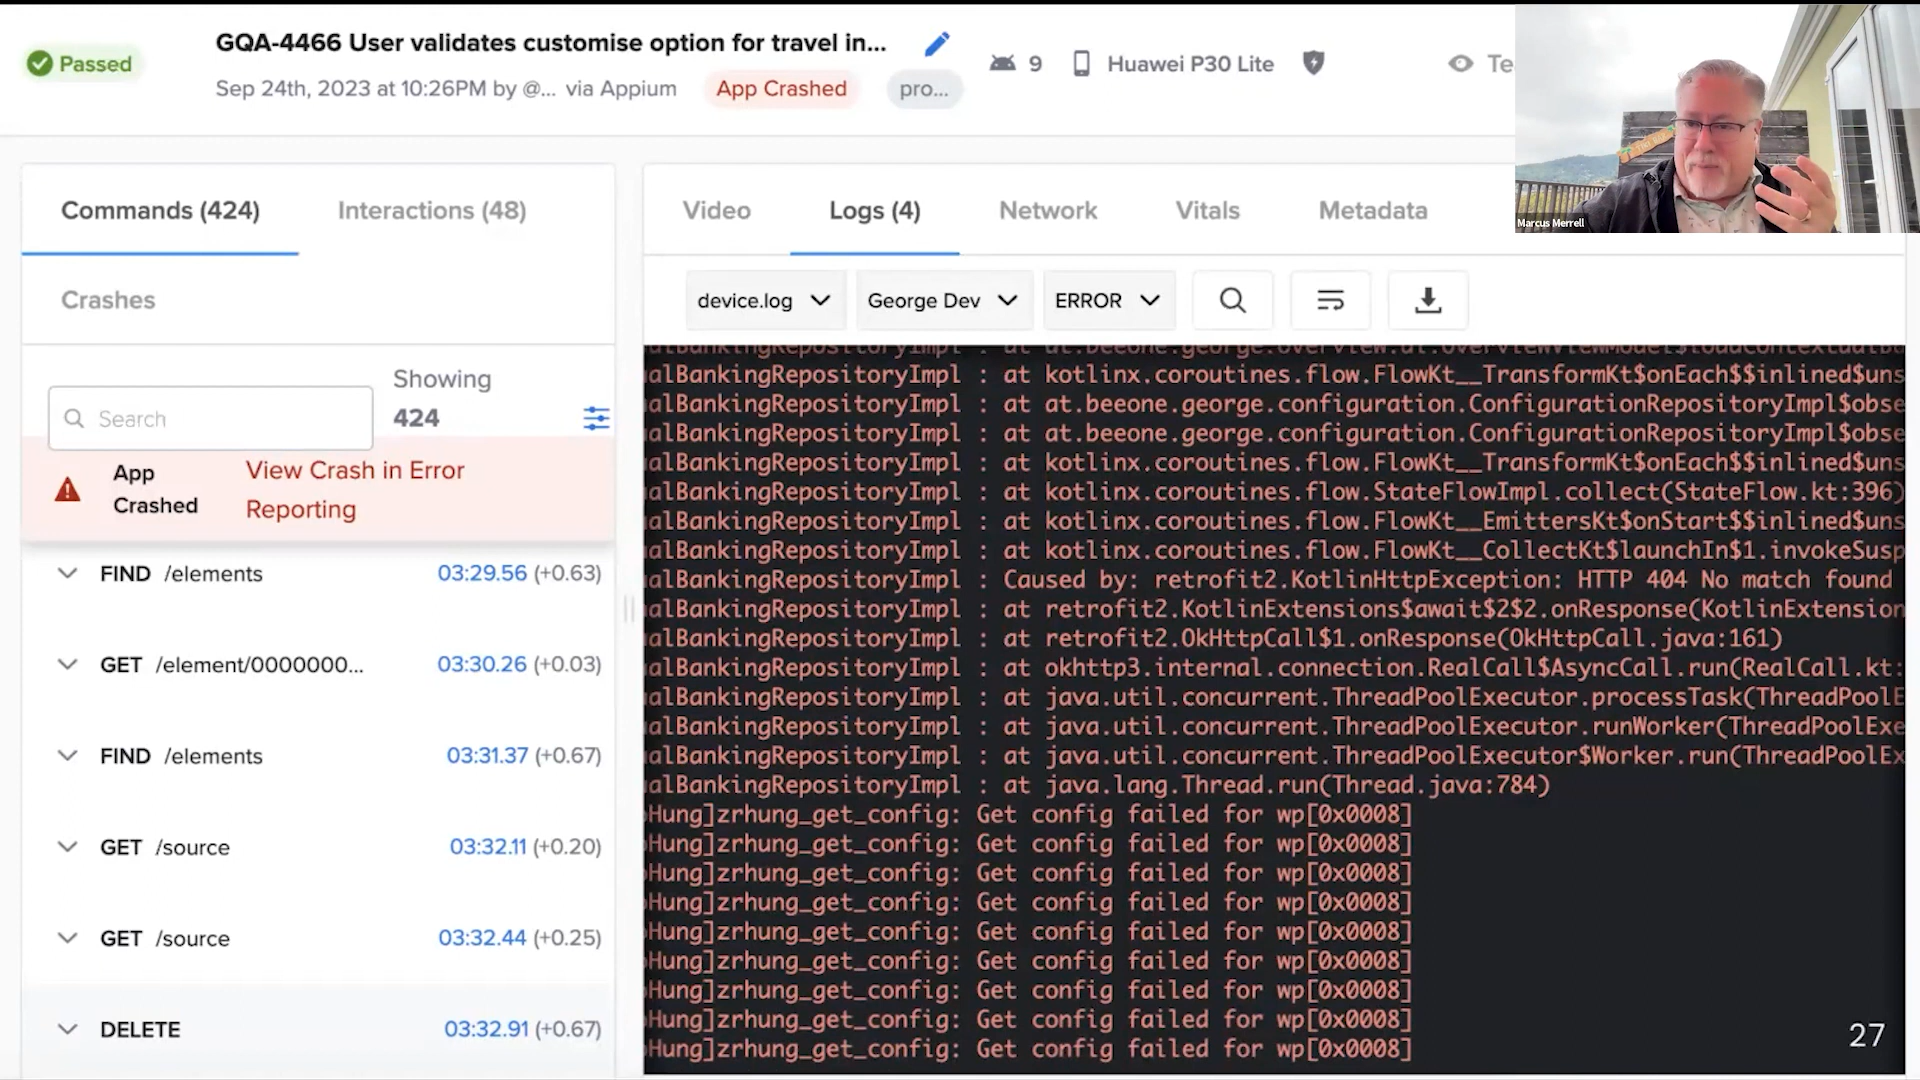 Passed
GQA-4466 User validates customise option for travel in...
Sep 24th, 2023 at 10:26PM by @... via Appium
App Crashed
pro...
9
Huawei P30 Lite
Te
Marcus Merrell
Commands (424)
Interactions (48)
Crashes
Video
Logs (4)
Network
Vitals
Metadata
device.log
George Dev
ERROR
Search
Showing
424
App
Crashed
View Crash in Error
Reporting
FIND /elements 03:29.56 (+0.63)
GET /element/0000000... 03:30.26 (+0.03)
FIND /elements 03:31.37 (+0.67)
GET /source 03:32.11 (+0.20)
GET /source 03:32.44 (+0.25)
DELETE 03:32.91 (+0.67)
alBankingRepositoryImpl : at kotlinx.coroutines.flow.FlowKt__TransformKt$onEach$$inlined$uns
alBankingRepositoryImpl : at at.beeone.george.configuration.ConfigurationRepositoryImpl$obse
alBankingRepositoryImpl : at at.beeone.george.configuration.ConfigurationRepositoryImpl$obse
alBankingRepositoryImpl : at kotlinx.coroutines.flow.FlowKt__TransformKt$onEach$$inlined$uns
alBankingRepositoryImpl : at kotlinx.coroutines.flow.StateFlowImpl.collect(StateFlow.kt:396)
alBankingRepositoryImpl : at kotlinx.coroutines.flow.FlowKt__EmittersKt$onStart$$inlined$uns
alBankingRepositoryImpl : at kotlinx.coroutines.flow.FlowKt__CollectKt$launchIn$1.invokeSusp
alBankingRepositoryImpl : Caused by: retrofit2.KotlinHttpException: HTTP 404 No match found
alBankingRepositoryImpl : at retrofit2.KotlinExtensions$await$2$2.onResponse(KotlinExtension
alBankingRepositoryImpl : at retrofit2.OkHttpCall$1.onResponse(OkHttpCall.java:161)
alBankingRepositoryImpl : at okhttp3.internal.connection.RealCall$AsyncCall.run(RealCall.kt:
alBankingRepositoryImpl : at java.util.concurrent.ThreadPoolExecutor.processTask(ThreadPoolE
alBankingRepositoryImpl : at java.util.concurrent.ThreadPoolExecutor.runWorker(ThreadPoolExe
alBankingRepositoryImpl : at java.util.concurrent.ThreadPoolExecutor$Worker.run(ThreadPoolEx
alBankingRepositoryImpl : at java.lang.Thread.run(Thread.java:784)
Hung]zrhung_get_config: Get config failed for wp[0x0008]
Hung]zrhung_get_config: Get config failed for wp[0x0008]
Hung]zrhung_get_config: Get config failed for wp[0x0008]
Hung]zrhung_get_config: Get config failed for wp[0x0008]
Hung]zrhung_get_config: Get config failed for wp[0x0008]
Hung]zrhung_get_config: Get config failed for wp[0x0008]
Hung]zrhung_get_config: Get config failed for wp[0x0008]
Hung]zrhung_get_config: Get config failed for wp[0x0008]
Hung]zrhung_get_config: Get config failed for wp[0x0008]
27